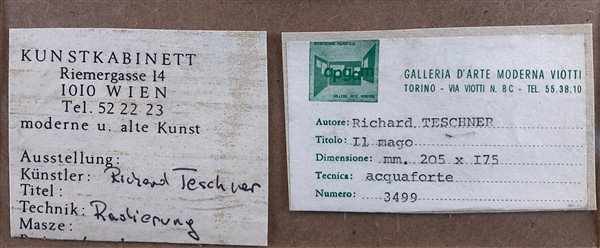 KUNSTKABINETT
Riemergasse 14
1010 WIEN
Tel. 52 22 23
moderne u. alte Kunst
Ausstellung:
Künstler: Richard Teschner
Titel:
Technik: Radierung
Masze:
GALLERIA D'ARTE MODERNA VIOTTI
TORINO - VIA VIOTTI N. 8 C - TEL. 55.38.10
Autore: Richard TESCHNER
Titolo: Il mago
Dimensione: mm. 205 x I75
Tecnica: acquaforte
Numero: 3499